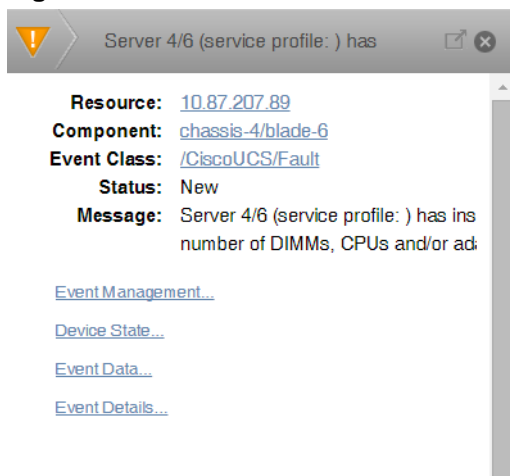 Server 4/6 (service profile: ) has
Resource: 10.87.207.89
Component: chassis-4/blade-6
Event Class: /CiscoUCS/Fault
Status: New
Message: Server 4/6 (service profile: ) has ins
number of DIMMs, CPUs and/or ada
Event Management...
Device State...
Event Data...
Event Details...